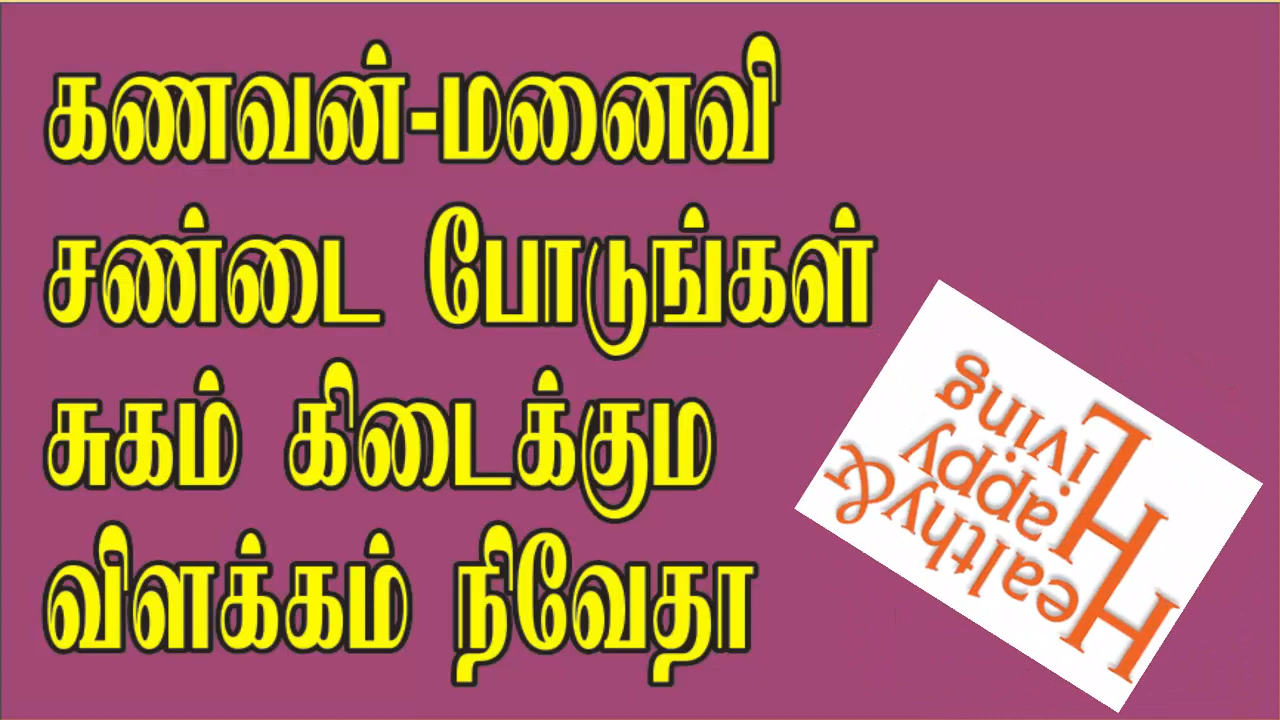 கணவன்-மனைவி
சண்டை போடுங்கள்
சுகம் கிடைக்கும
விளக்கம் நிவேதா
Healthy&
Happy
Living